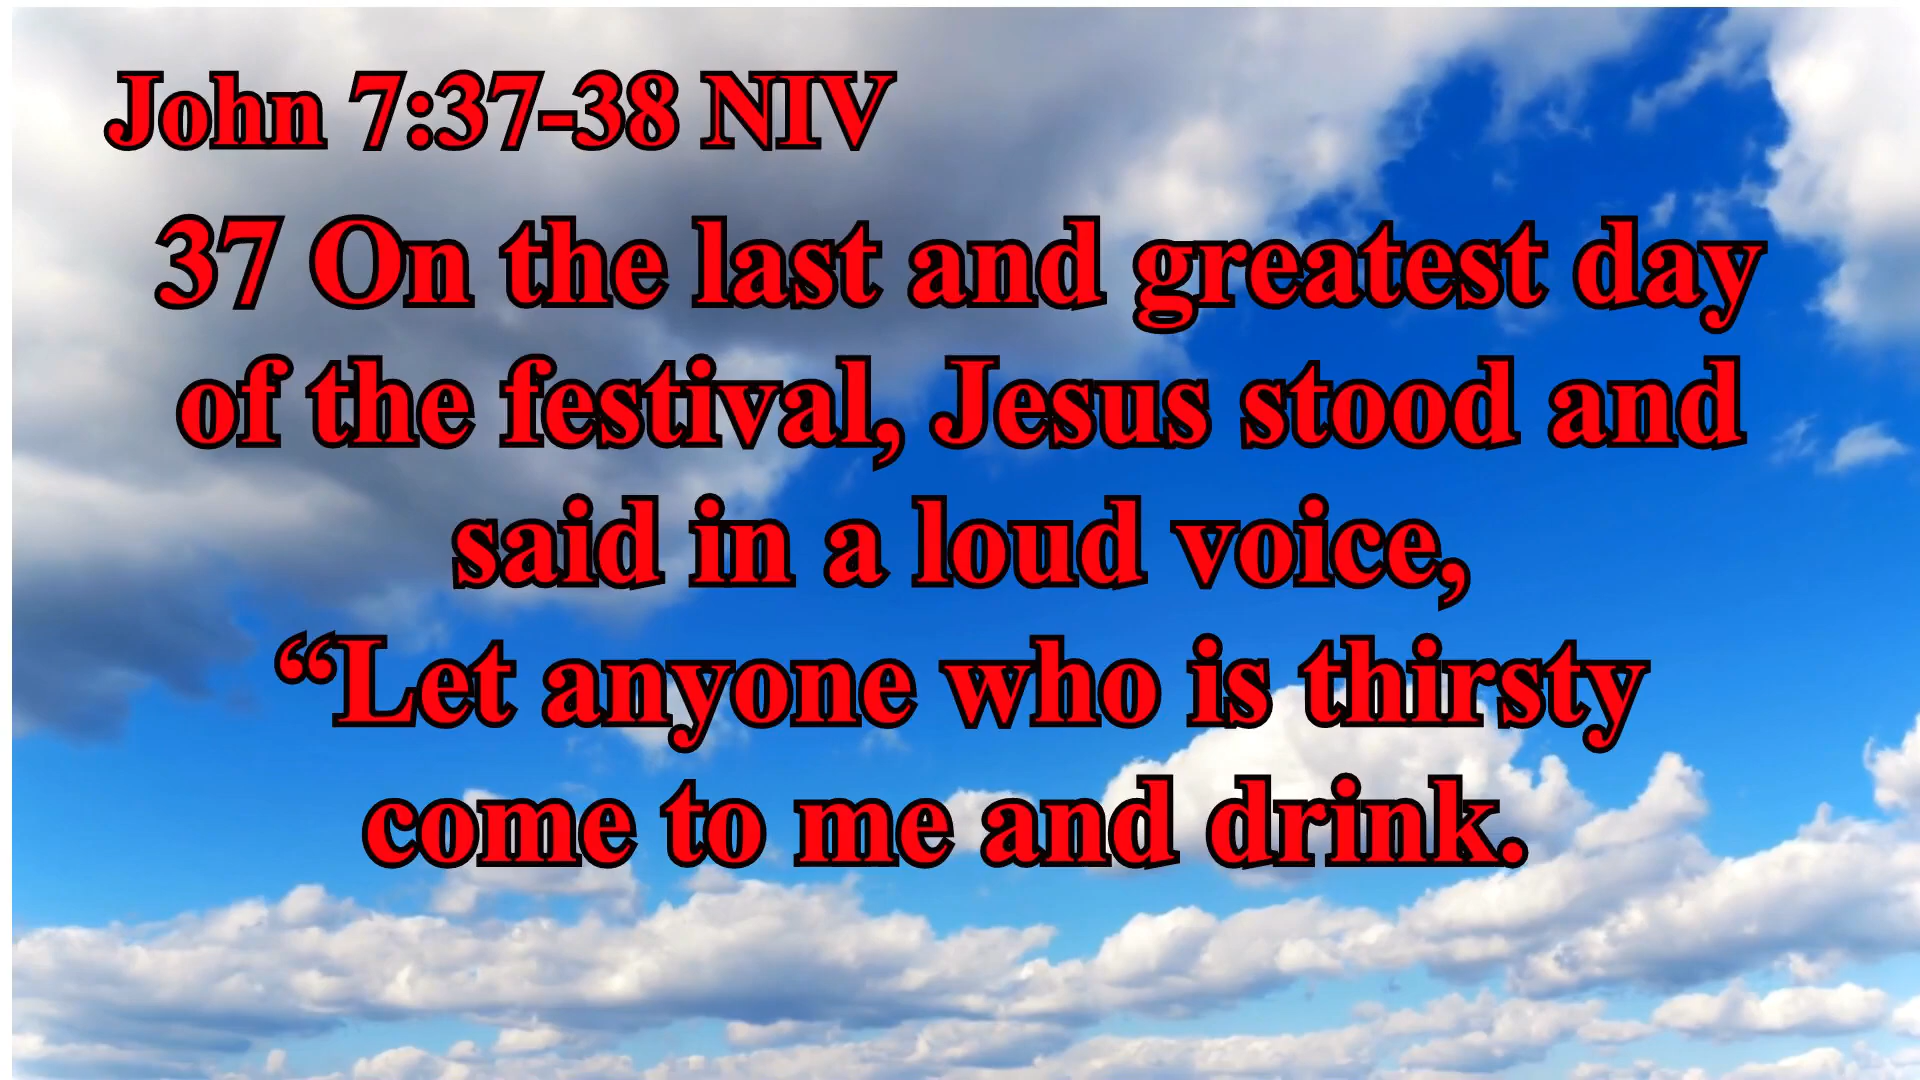 John 7:37-38 NIV
37 On the last and greatest day
of the festival, Jesus stood and
said in a loud voice,
“Let anyone who is thirsty
come to me and drink.